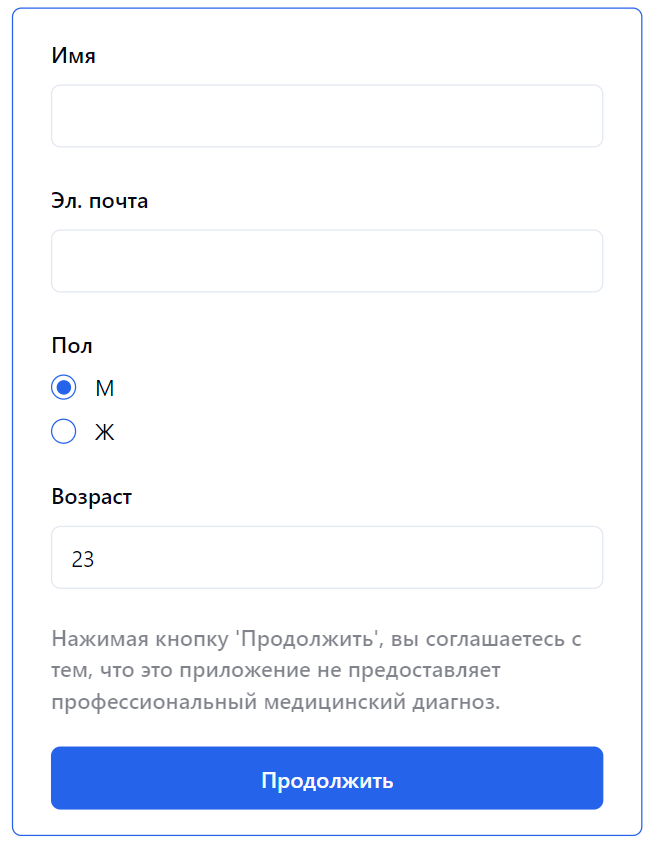 Имя
Эл. почта
Пол
М
Ж
Возраст
23
Нажимая кнопку 'Продолжить', вы соглашаетесь с
тем, что это приложение не предоставляет
профессиональный медицинский диагноз.
Продолжить